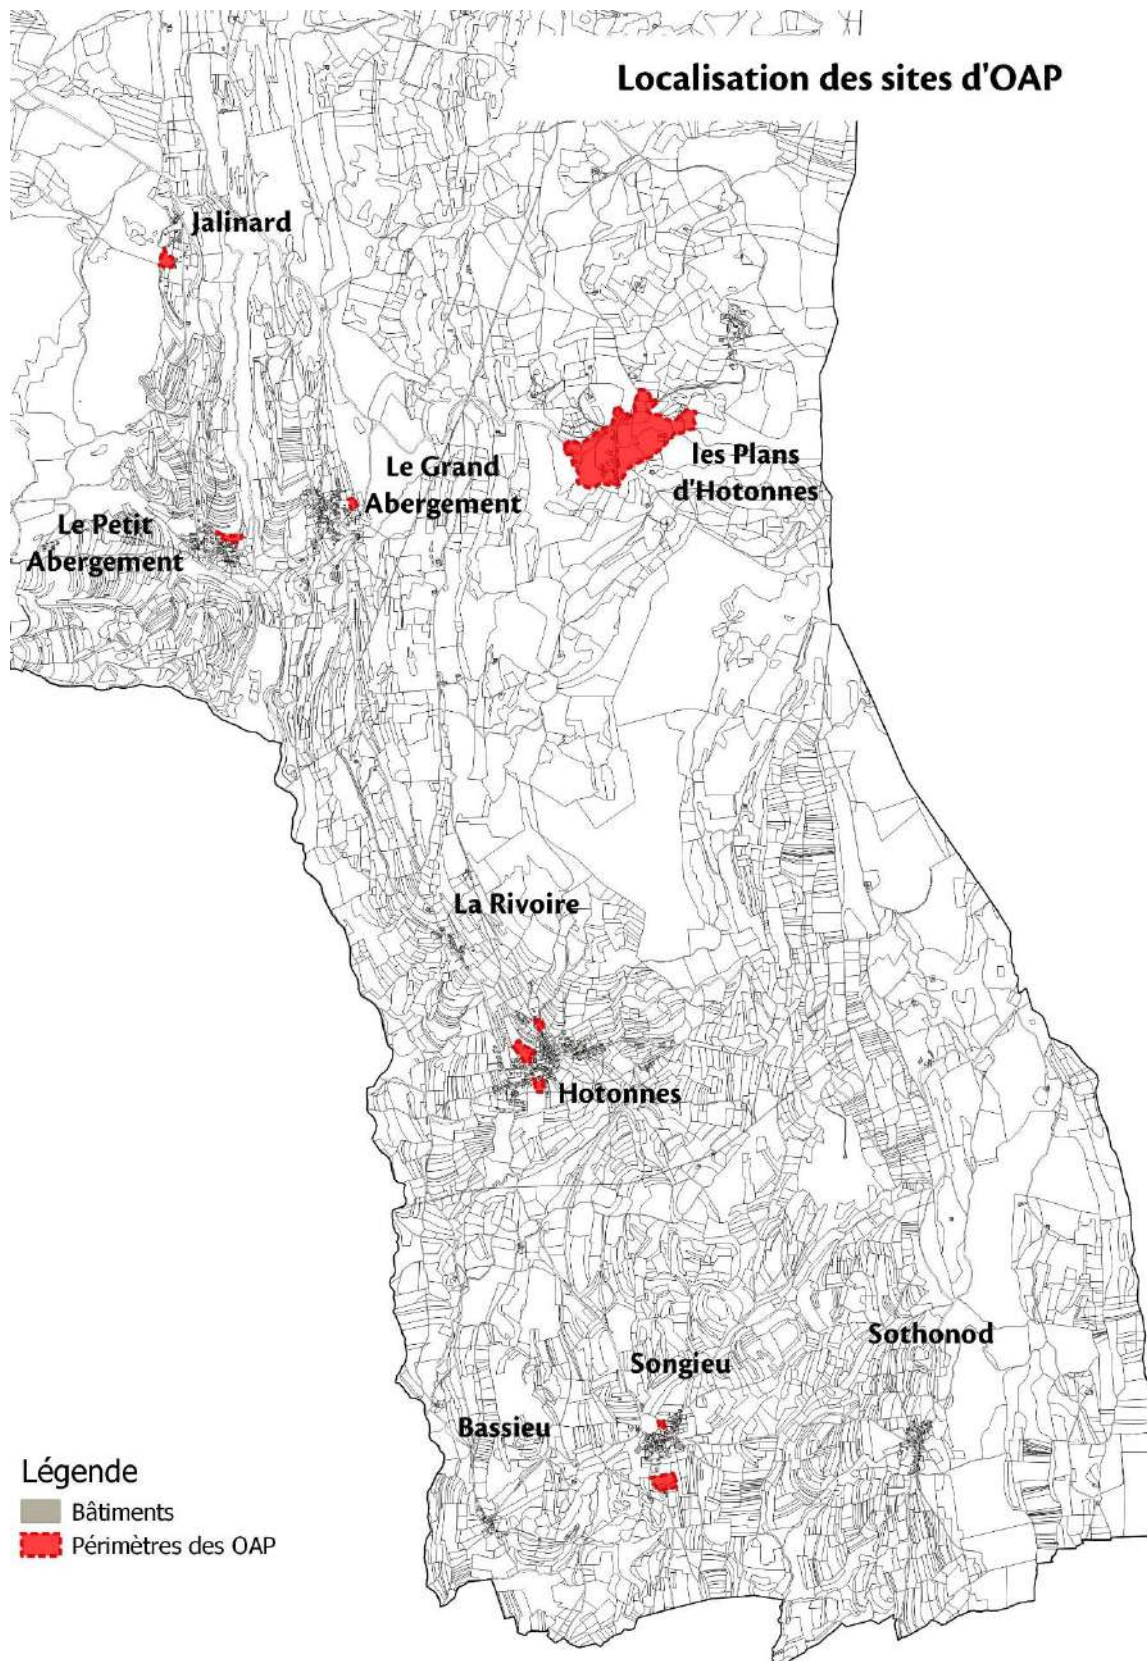 Localisation des sites d'OAP
Jalinard
Le Grand
Abergement
les Plans
d'Hotonnes
Le Petit
Abergement
La Rivoire
Hotonnes
Sothonod
Songieu
Bassieu
Légende
Bâtiments
Périmètres des OAP